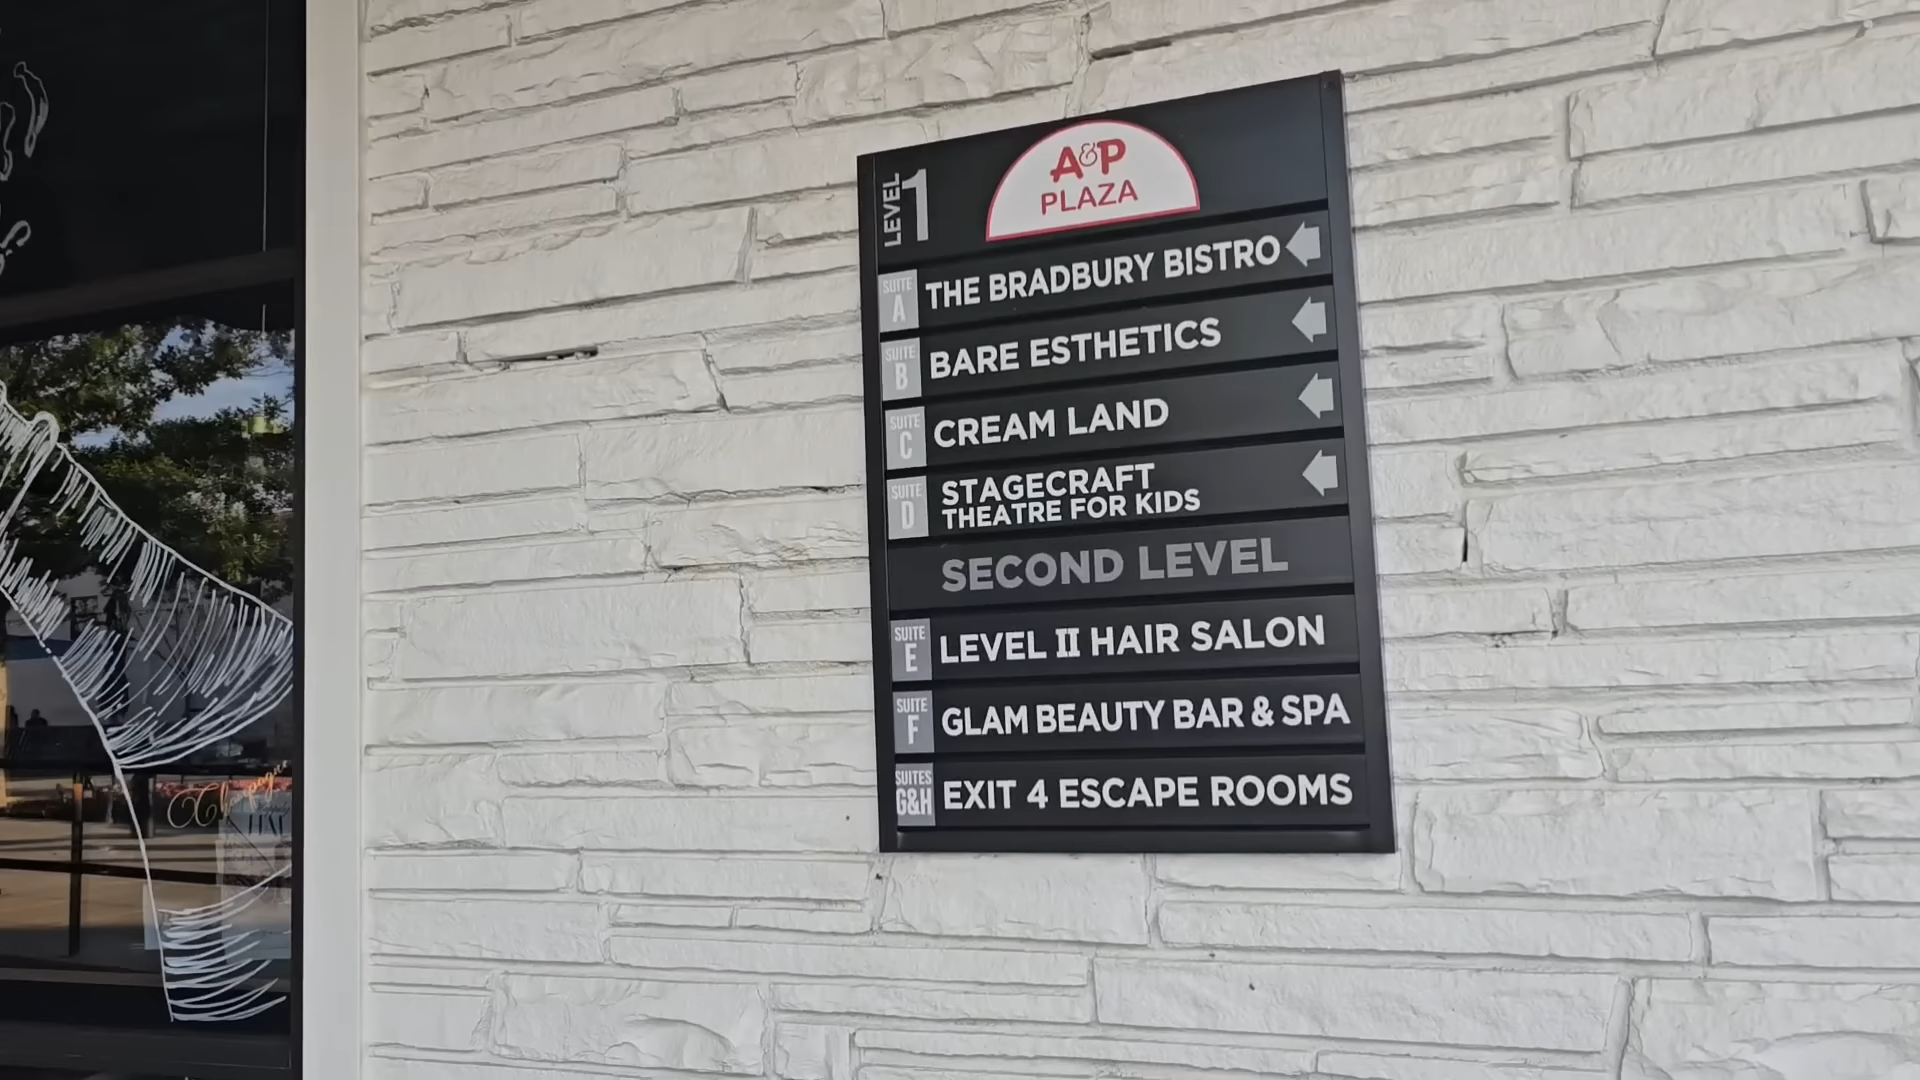 A&P
PLAZA
LEVEL 1
SUITE A THE BRADBURY BISTRO
SUITE B BARE ESTHETICS
SUITE C CREAM LAND
SUITE D STAGECRAFT
THEATRE FOR KIDS
SECOND LEVEL
SUITE E LEVEL II HAIR SALON
SUITE F GLAM BEAUTY BAR & SPA
SUITES G&H EXIT 4 ESCAPE ROOMS